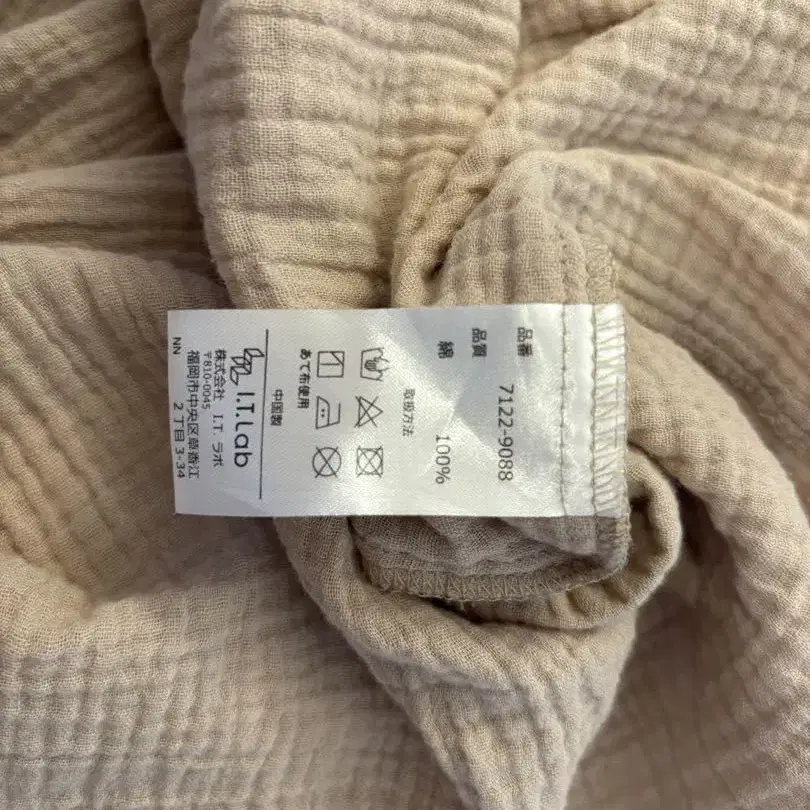 品番 7122-9088
品質
綿 100%
取扱方法
あて布使用
中国製
I.T.Lab
株式会社 I.T. ラボ
〒810-0045
福岡市中央区草香江
2丁目 3-34
NN